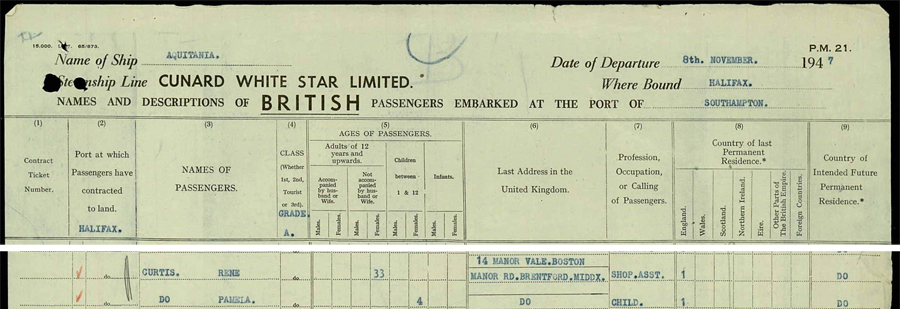 15.000. 65/873.
P.M. 21.
Name of Ship AQUITANIA.
Date of Departure 8th. NOVEMBER. 1947
Steamship Line CUNARD WHITE STAR LIMITED.
Where Bound HALIFAX.
NAMES AND DESCRIPTIONS OF BRITISH PASSENGERS EMBARKED AT THE PORT OF SOUTHAMPTON.
(1) (2) (3) (4) (5) (6) (7) (8) (9)
Contract
Ticket
Number.
Port at which
Passengers have
contracted
to land.
HALIFAX.
NAMES OF
PASSENGERS.
CLASS
(Whether
1st, 2nd,
Tourist
or 3rd).
GRADE.
A.
AGES OF PASSENGERS.
Adults of 12
years and
upwards.
Accom-
panied
by hus-
band or
Wife.
Not
accom-
panied
by hus-
band or
Wife.
Children
between
1 & 12
Infants.
Males.
Females.
Males.
Females.
Males.
Females.
Males.
Females.
Last Address in the
United Kingdom.
Profession,
Occupation,
or Calling
of Passengers.
Country of last
Permanent
Residence.*
England.
Wales.
Scotland.
Northern Ireland.
Eire.
Other Parts of
The British Empire.
Foreign Countries.
Country of
Intended Future
Permanent
Residence.*
14 MANOR VALE.BOSTON
do CURTIS. RENE do 33 MANOR RD.BRENTFORD.MIDDX. SHOP.ASST. 1 DO
do DO PAMELA. do 4 DO CHILD. 1 DO